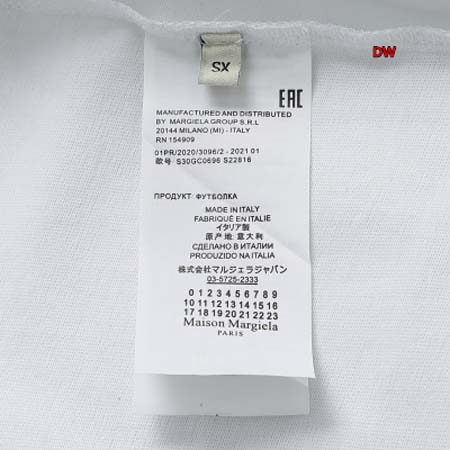 DW
SX
EAC
MANUFACTURED AND DISTRIBUTED
BY MARGIELA GROUP S.R.L
20144 MILANO (MI) - ITALY
RN 154909
01PR/2020/3096/2 - 2021 01
款号: S30GC0696 S22816
ПРОДУКТ: ФУТБОЛКА
MADE IN ITALY
FABRIQUÉ EN ITALIE
イタリア製
原产地: 意大利
СДЕЛАНО В ИТАЛИИ
PRODUZIDO NA ITALIA
株式会社マルジェラジャパン
03-5725-2333
0 1 2 3 4 5 6 7 8 9
10 11 12 13 14 15 16
17 18 19 20 21 22 23
Maison Margiela
PARIS